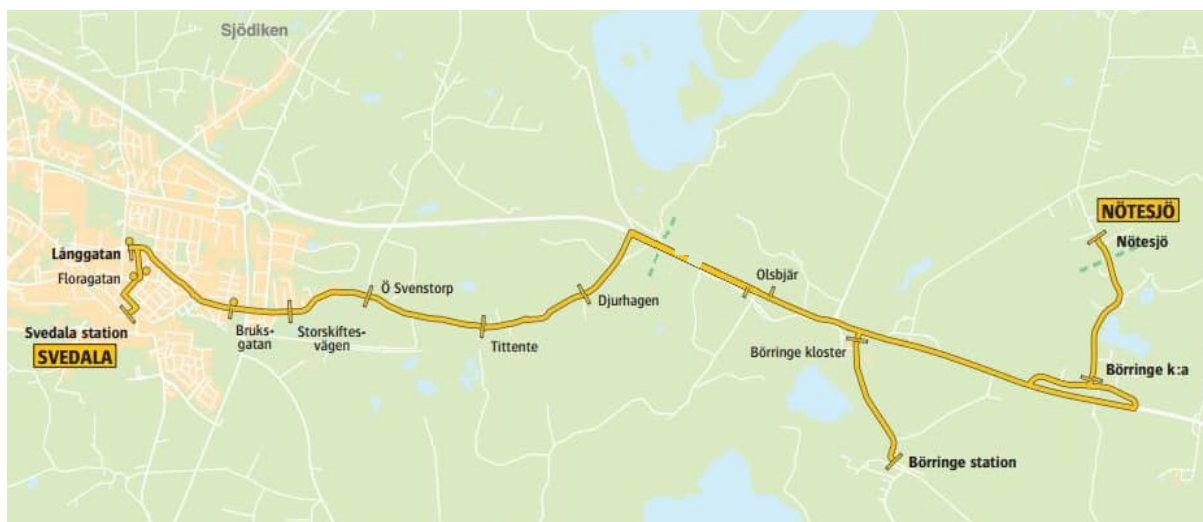 Sjödiken
NÖTESJÖ
Nötesjö
Långgatan
Floragatan
Svedala station
SVEDALA
Bruks-
gatan
Storskiftes-
vägen
Ö Svenstorp
Tittente
Djurhagen
Olsbjär
Börringe kloster
Börringe k:a
Börringe station